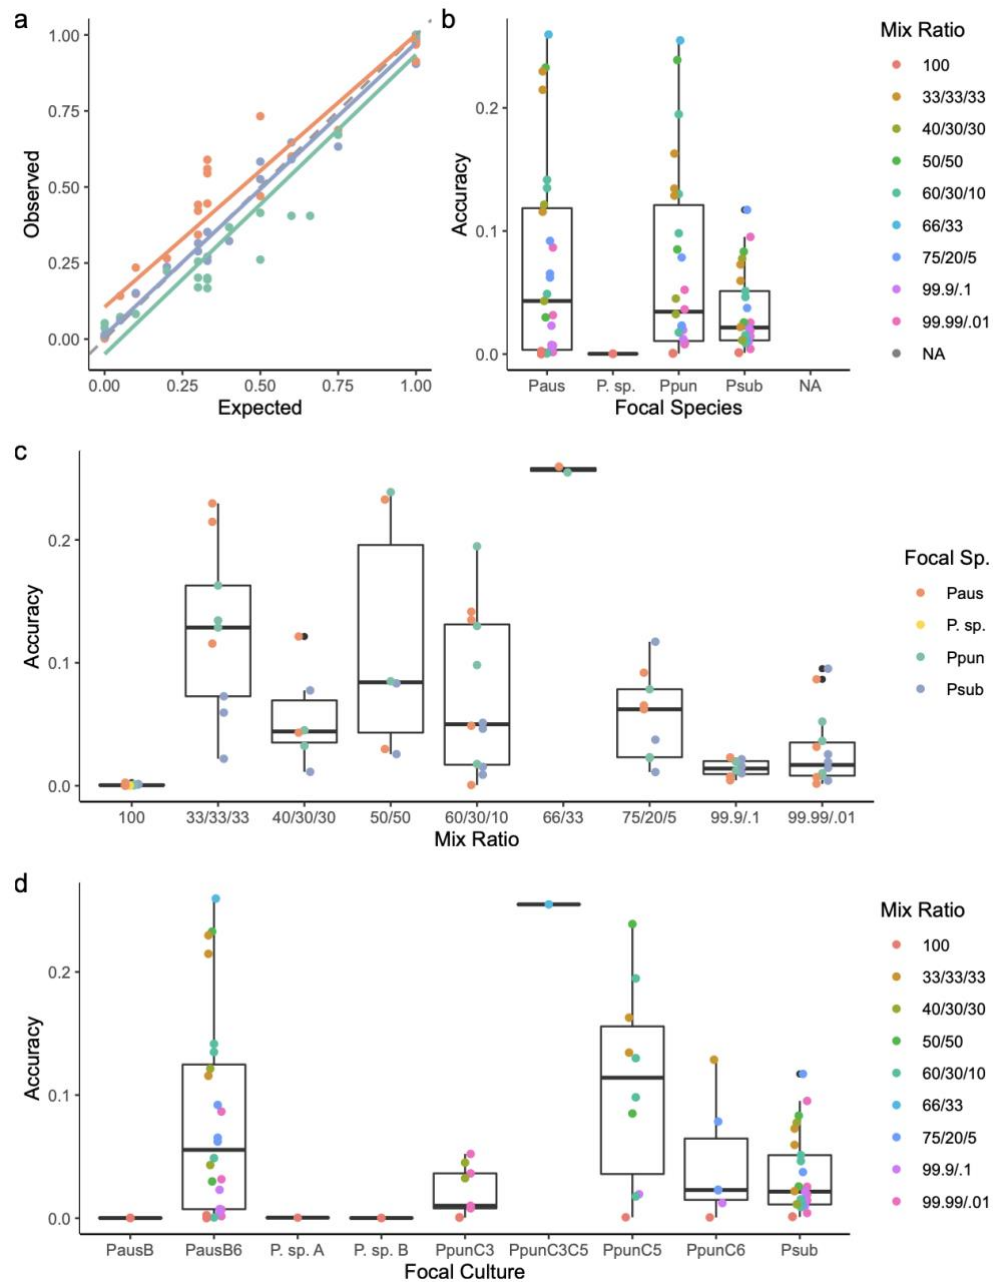 a
1.00
0.75
0.50
0.25
0.00
Observed
0.00 0.25 0.50 0.75 1.00
Expected
b
0.2
0.1
0.0
Accuracy
Paus P. sp. Ppun Psub NA
Focal Species
Mix Ratio
100
33/33/33
40/30/30
50/50
60/30/10
66/33
75/20/5
99.9/.1
99.99/.01
NA
c
0.2
0.1
0.0
Accuracy
100 33/33/33 40/30/30 50/50 60/30/10 66/33 75/20/5 99.9/.1 99.99/.01
Mix Ratio
Focal Sp.
Paus
P. sp.
Ppun
Psub
d
0.2
0.1
0.0
Accuracy
PausB PausB6 P. sp. A P. sp. B PpunC3 PpunC3C5 PpunC5 PpunC6 Psub
Focal Culture
Mix Ratio
100
33/33/33
40/30/30
50/50
60/30/10
66/33
75/20/5
99.9/.1
99.99/.01